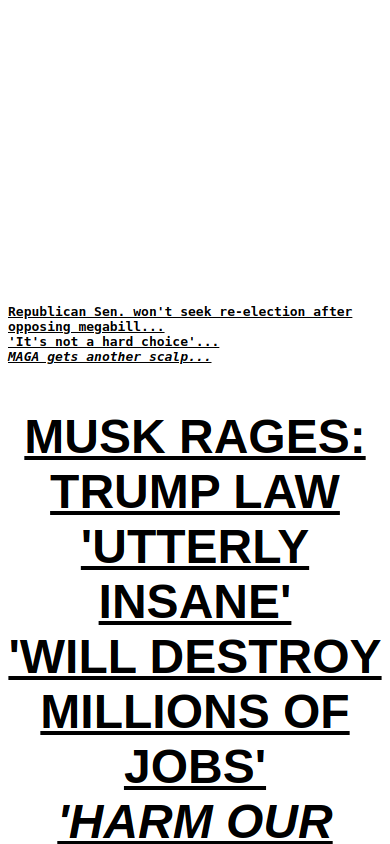 Republican Sen. won't seek re-election after
opposing megabill...
'It's not a hard choice'...
MAGA gets another scalp...
MUSK RAGES:
TRUMP LAW
'UTTERLY
INSANE'
'WILL DESTROY
MILLIONS OF
JOBS'
'HARM OUR